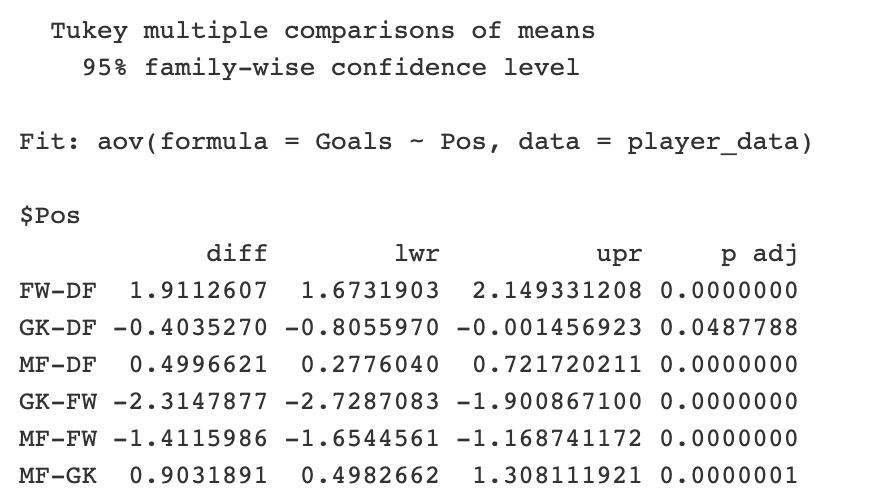 Tukey multiple comparisons of means
95% family-wise confidence level
Fit: aov(formula = Goals ~ Pos, data = player_data)
$Pos
diff lwr upr p adj
FW-DF 1.9112607 1.6731903 2.149331208 0.0000000
GK-DF -0.4035270 -0.8055970 -0.001456923 0.0487788
MF-DF 0.4996621 0.2776040 0.721720211 0.0000000
GK-FW -2.3147877 -2.7287083 -1.900867100 0.0000000
MF-FW -1.4115986 -1.6544561 -1.168741172 0.0000000
MF-GK 0.9031891 0.4982662 1.308111921 0.0000001